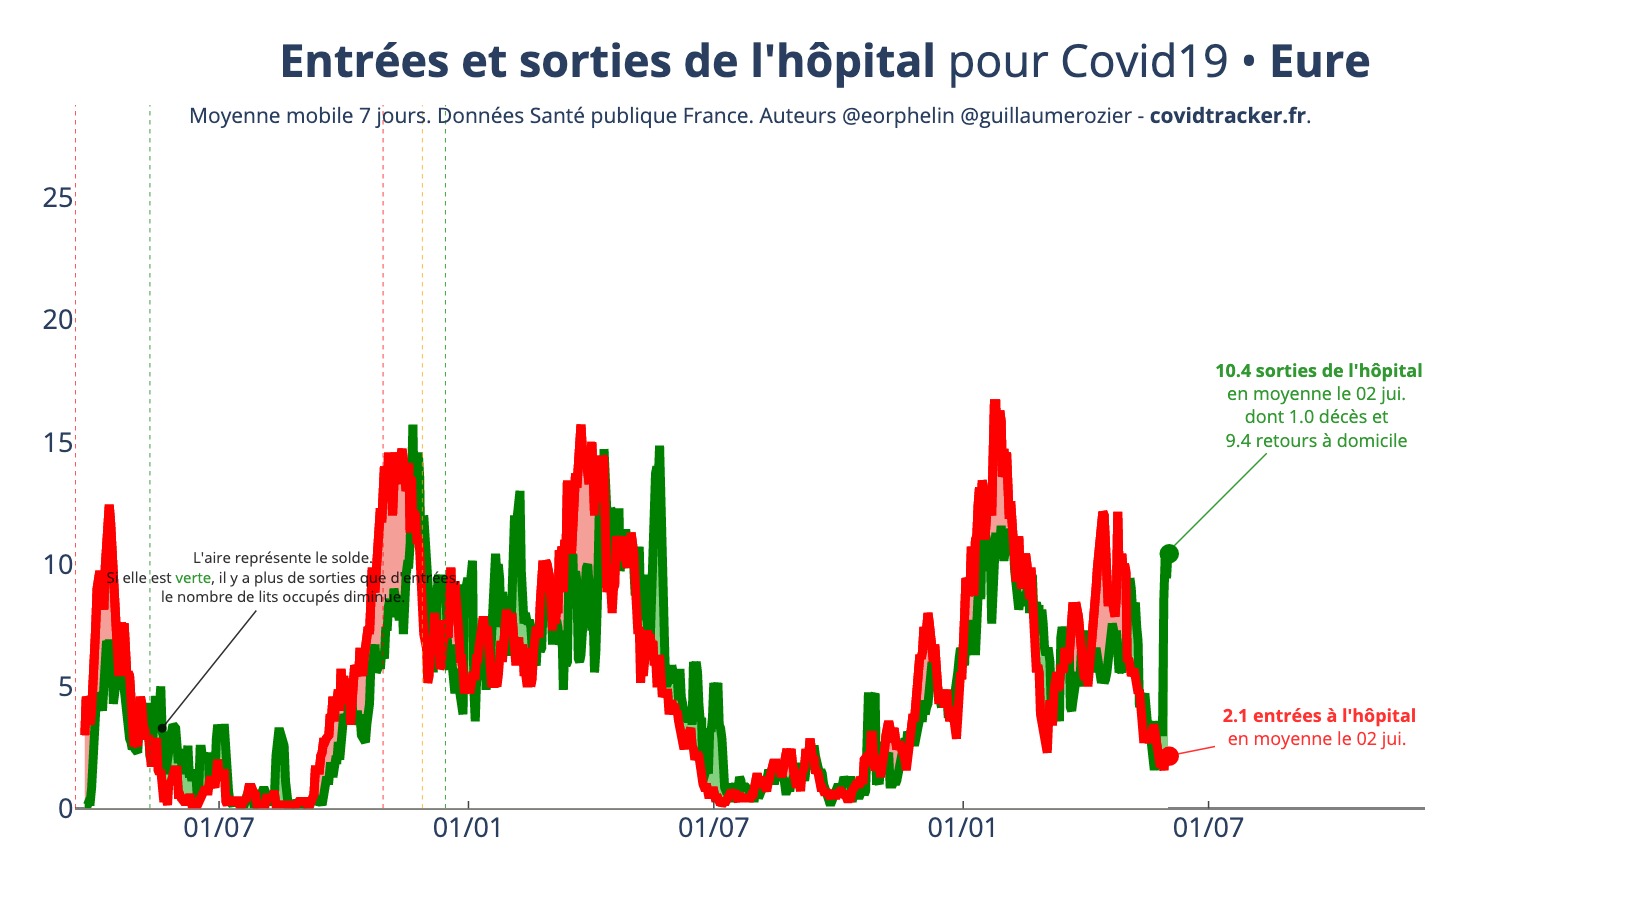 Entrées et sorties de l'hôpital pour Covid19 • Eure
Moyenne mobile 7 jours. Données Santé publique France. Auteurs @eorphelin @guillaumerozier - covidtracker.fr.
25
20
15
10
5
0
10.4 sorties de l'hôpital
en moyenne le 02 jui.
dont 1.0 décès et
9.4 retours à domicile
L'aire représente le solde.
Si elle est verte, il y a plus de sorties que d'entrées,
le nombre de lits occupés diminue.
2.1 entrées à l'hôpital
en moyenne le 02 jui.
01/07
01/01
01/07
01/01
01/07